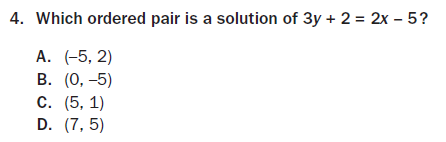 4. Which ordered pair is a solution of 3y + 2 = 2x – 5?
A. (–5, 2)
B. (0, –5)
C. (5, 1)
D. (7, 5)